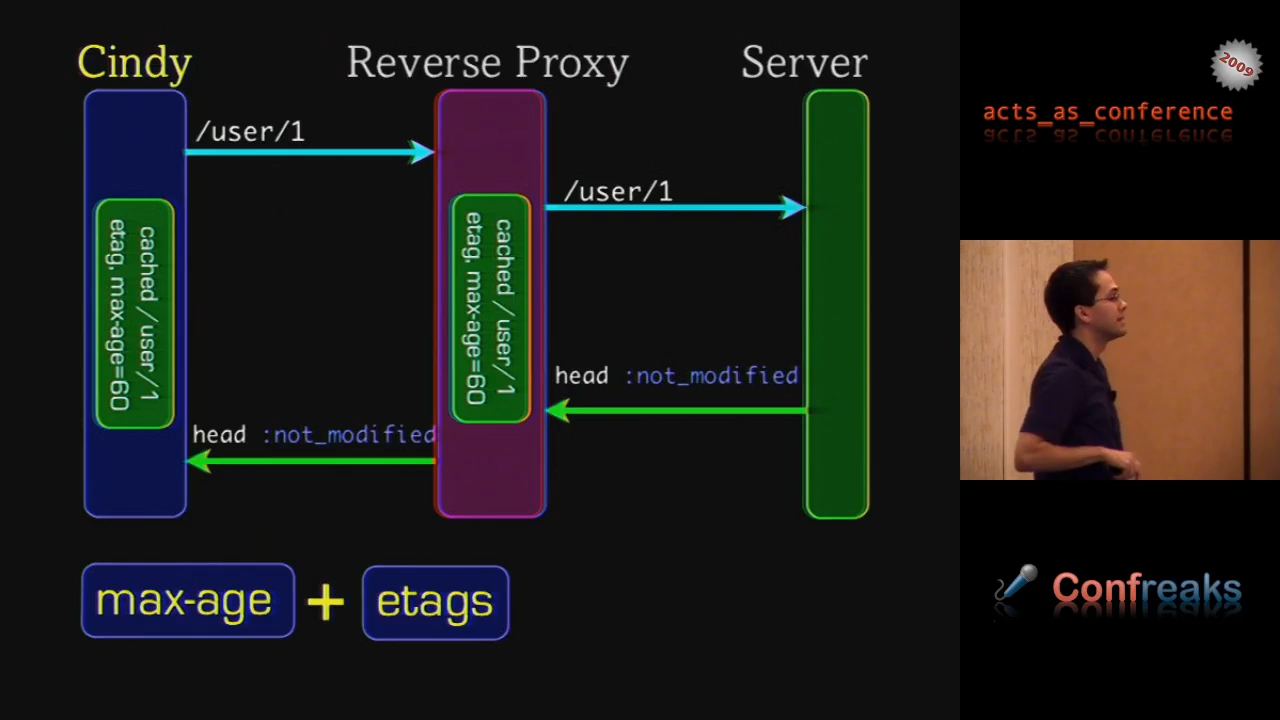 Cindy
Reverse Proxy
Server
/user/1
/user/1
cached / user/1
etag, max-age=60
cached / user/1
etag, max-age=60
head :not_modified
head :not_modified
max-age + etags
2009
acts_as_conference
Confreaks